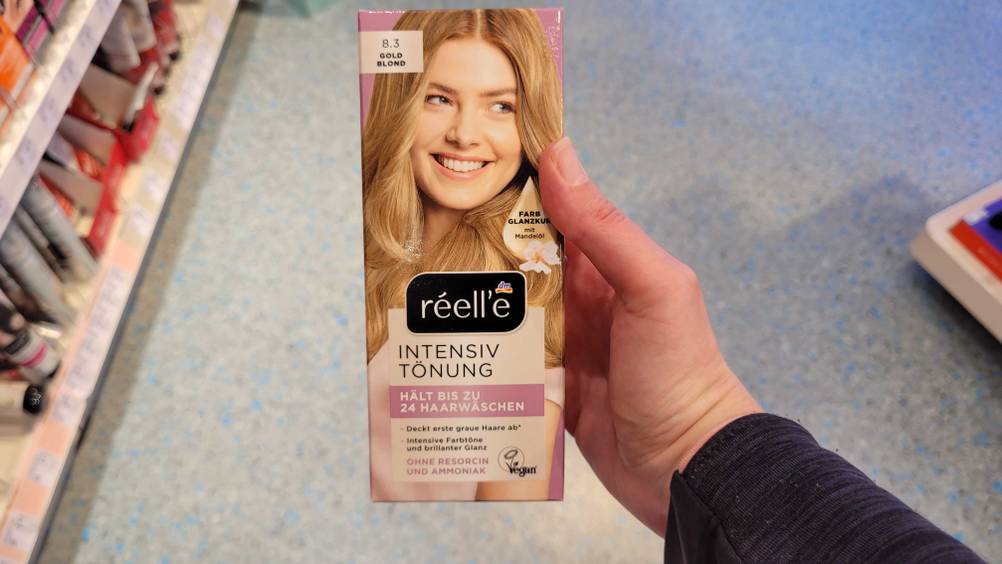 8.3
GOLD
BLOND
FARB
GLANZKUR
mit
Mandelöl
dm
réell'e
INTENSIV
TÖNUNG
HÄLT BIS ZU
24 HAARWÄSCHEN
· Deckt erste graue Haare ab*
· Intensive Farbtöne
und brillanter Glanz
OHNE RESORCIN
UND AMMONIAK
Vegan